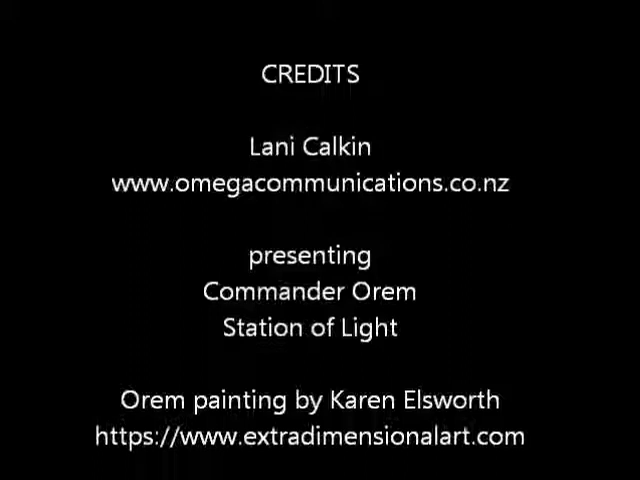 CREDITS
Lani Calkin
www.omegacommunications.co.nz
presenting
Commander Orem
Station of Light
Orem painting by Karen Elsworth
https://www.extradimensionalart.com